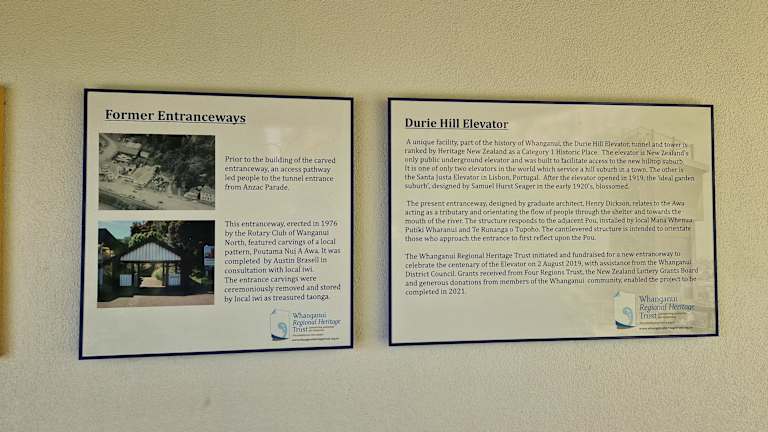 Former Entranceways
Prior to the building of the carved
entranceway, an access pathway
led people to the tunnel entrance
from Anzac Parade.
This entranceway, erected in 1976
by the Rotary Club of Wanganui
North, featured carvings of a local
pattern, Poutama Nuj A Awa. It was
completed by Austin Brasell in
consultation with local iwi.
The entrance carvings were
ceremoniously removed and stored
by local iwi as treasured taonga.
Whanganui
Regional Heritage
Trust
Durie Hill Elevator
A unique facility, part of the history of Whanganui, the Durie Hill Elevator, tunnel and tower is
ranked by Heritage New Zealand as a Category 1 Historic Place. The elevator is New Zealand's
only public underground elevator and was built to facilitate access to the new hilltop suburb.
It is one of only two elevators in the world which service a hill suburb in a town. The other is
the Santa Justa Elevator in Lisbon, Portugal. After the elevator opened in 1919, the 'ideal garden
suburb', designed by Samuel Hurst Seager in the early 1920's, blossomed.
The present entranceway, designed by graduate architect, Henry Dickson, relates to the Awa
acting as a tributary and orientating the flow of people through the shelter and towards the
mouth of the river. The structure responds to the adjacent Pou, installed by local Mana Whenua,
Putiki Wharanui and Te Runanga o Tupoho. The cantilevered structure is intended to orientate
those who approach the entrance to first reflect upon the Pou.
The Whanganui Regional Heritage Trust initiated and fundraised for a new entranceway to
celebrate the centenary of the Elevator on 2 August 2019, with assistance from the Whanganui
District Council. Grants received from Four Regions Trust, the New Zealand Lottery Grants Board
and generous donations from members of the Whanganui community, enabled the project to be
completed in 2021.
Whanganui
Regional Heritage
Trust